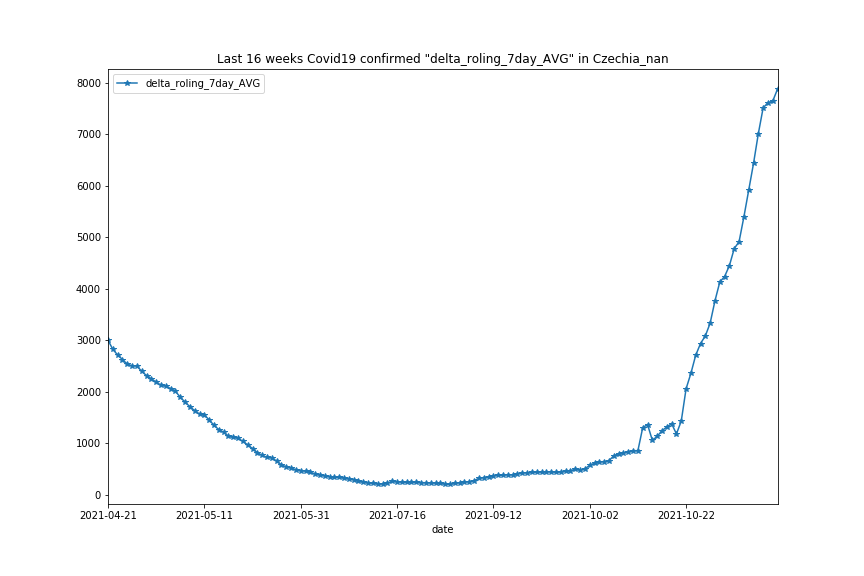 Last 16 weeks Covid19 confirmed "delta_roling_7day_AVG" in Czechia_nan
delta_roling_7day_AVG
8000
7000
6000
5000
4000
3000
2000
1000
0
2021-04-21 2021-05-11 2021-05-31 2021-07-16 2021-09-12 2021-10-02 2021-10-22
date